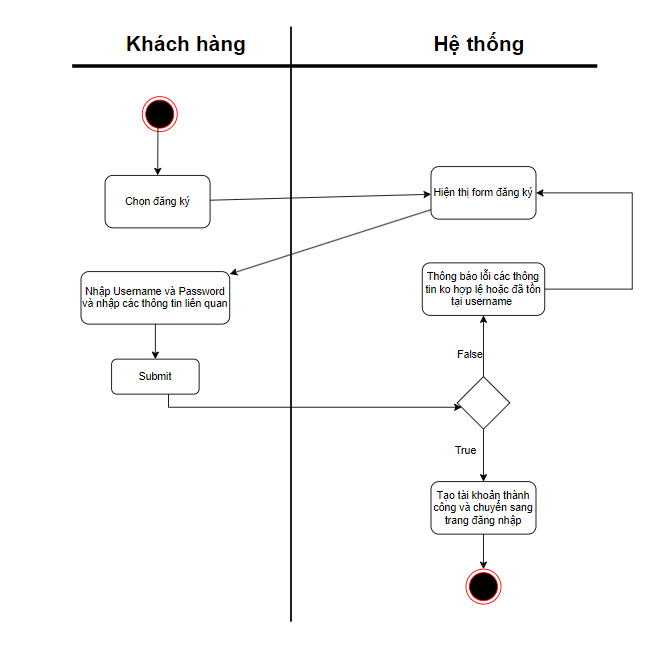 Khách hàng
Hệ thống
Chọn đăng ký
Hiện thị form đăng ký
Nhập Username và Password
và nhập các thông tin liên quan
Thông báo lỗi các thông
tin ko hợp lệ hoặc đã tồn
tại username
Submit
False
True
Tạo tài khoản thành
công và chuyển sang
trang đăng nhập